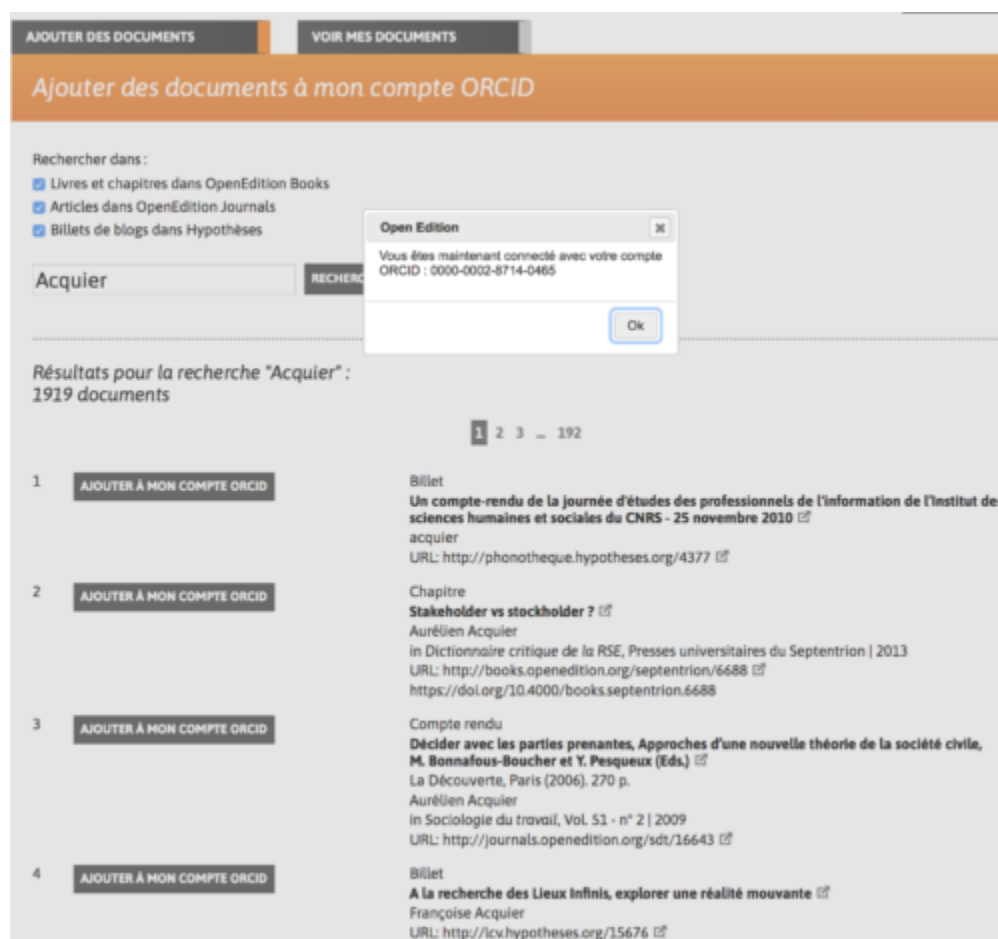 AJOUTER DES DOCUMENTS
VOIR MES DOCUMENTS
Ajouter des documents à mon compte ORCID
Rechercher dans :
Livres et chapitres dans OpenEdition Books
Articles dans OpenEdition Journals
Billets de blogs dans Hypothèses
Acquier
RECHERC
Open Edition
Vous êtes maintenant connecté avec votre compte
ORCID : 0000-0002-8714-0465
Ok
Résultats pour la recherche "Acquier" :
1919 documents
1 2 3 ... 192
1
AJOUTER À MON COMPTE ORCID
Billet
Un compte-rendu de la journée d'études des professionnels de l'information de l'Institut des
sciences humaines et sociales du CNRS - 25 novembre 2010
acquier
URL: http://phonotheque.hypotheses.org/4377
2
AJOUTER À MON COMPTE ORCID
Chapitre
Stakeholder vs stockholder ?
Aurélien Acquier
in Dictionnaire critique de la RSE, Presses universitaires du Septentrion | 2013
URL: http://books.openedition.org/septentrion/6688
https://doi.org/10.4000/books.septentrion.6688
3
AJOUTER À MON COMPTE ORCID
Compte rendu
Décider avec les parties prenantes, Approches d'une nouvelle théorie de la société civile,
M. Bonnafous-Boucher et Y. Pesqueux (Eds.)
La Découverte, Paris (2006). 270 p.
Aurélien Acquier
in Sociologie du travail, Vol. 51 - n° 2 | 2009
URL: http://journals.openedition.org/sdt/16643
4
AJOUTER À MON COMPTE ORCID
Billet
A la recherche des Lieux Infinis, explorer une réalité mouvante
Françoise Acquier
URL: http://lcv.hypotheses.org/15676